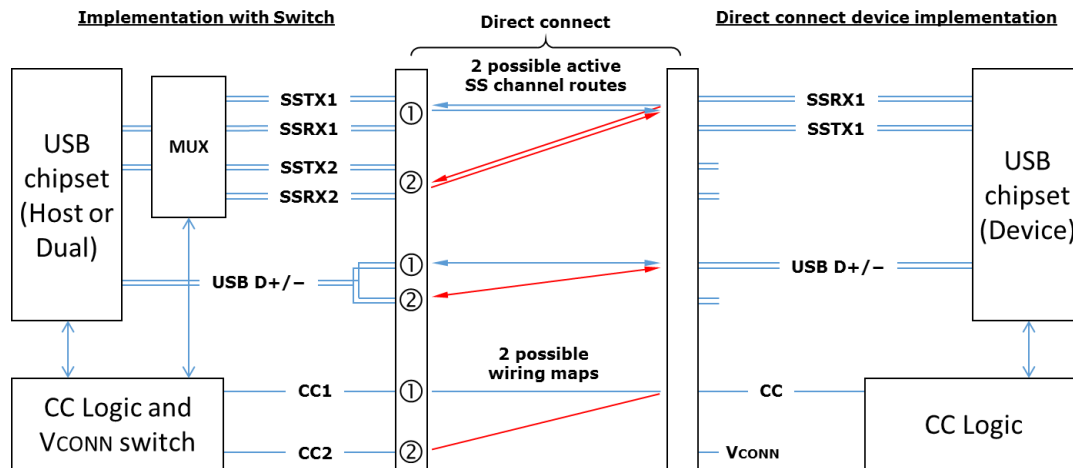 Implementation with Switch
Direct connect
Direct connect device implementation
2 possible active
SS channel routes
USB
chipset
(Host or
Dual)
MUX
SSTX1
SSRX1
SSTX2
SSRX2
①
②
SSRX1
SSTX1
USB
chipset
(Device)
USB D+/−
①
②
USB D+/−
2 possible
wiring maps
CC Logic and
VCONN switch
CC1
①
CC
CC Logic
CC2
②
VCONN